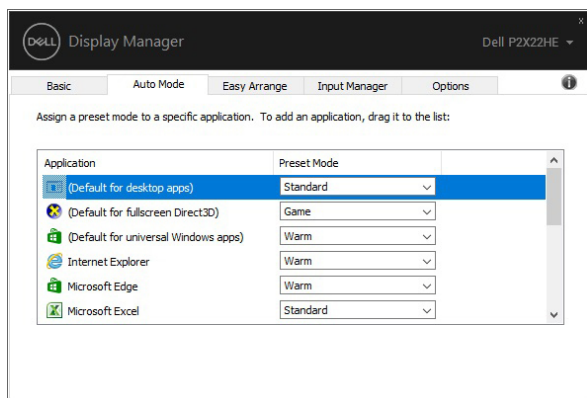 DELL Display Manager
Dell P2X22HE
x
Basic Auto Mode Easy Arrange Input Manager Options i
Assign a preset mode to a specific application. To add an application, drag it to the list:
Application Preset Mode
(Default for desktop apps) Standard
(Default for fullscreen Direct3D) Game
(Default for universal Windows apps) Warm
Internet Explorer Warm
Microsoft Edge Warm
Microsoft Excel Standard